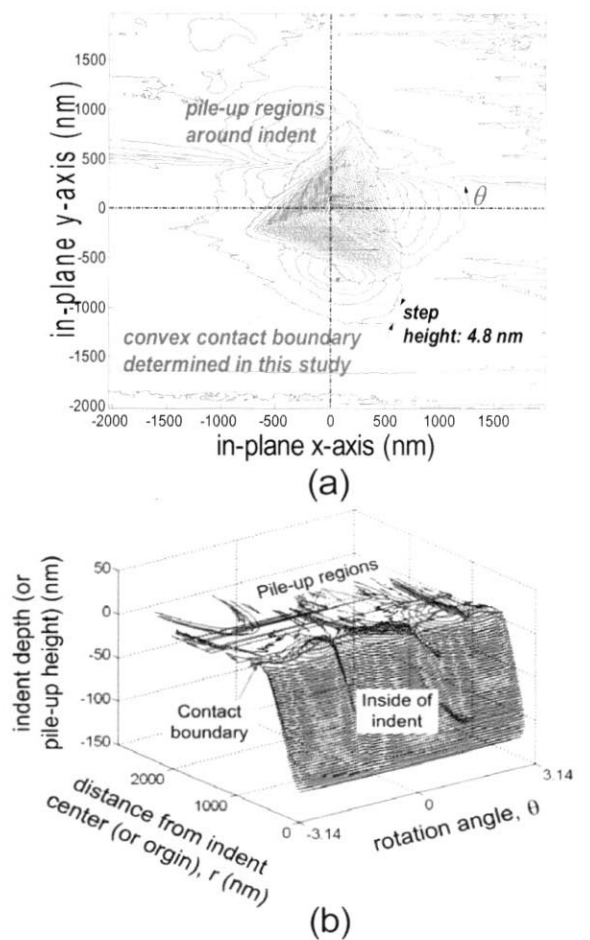 1500
1000
500
0
-500
-1000
-1500
-2000
in-plane y-axis (nm)
pile-up regions
around indent
θ
step
height: 4.8 nm
convex contact boundary
determined in this study
-2000 -1500 -1000 -500 0 500 1000 1500
in-plane x-axis (nm)
(a)
50
0
-50
-100
-150
indent depth (or
pile-up height) (nm)
Pile-up regions
Contact
boundary
Inside of
indent
2000
1000
0
distance from indent
center (or orgin), r (nm)
-3.14
0
3.14
rotation angle, θ
(b)